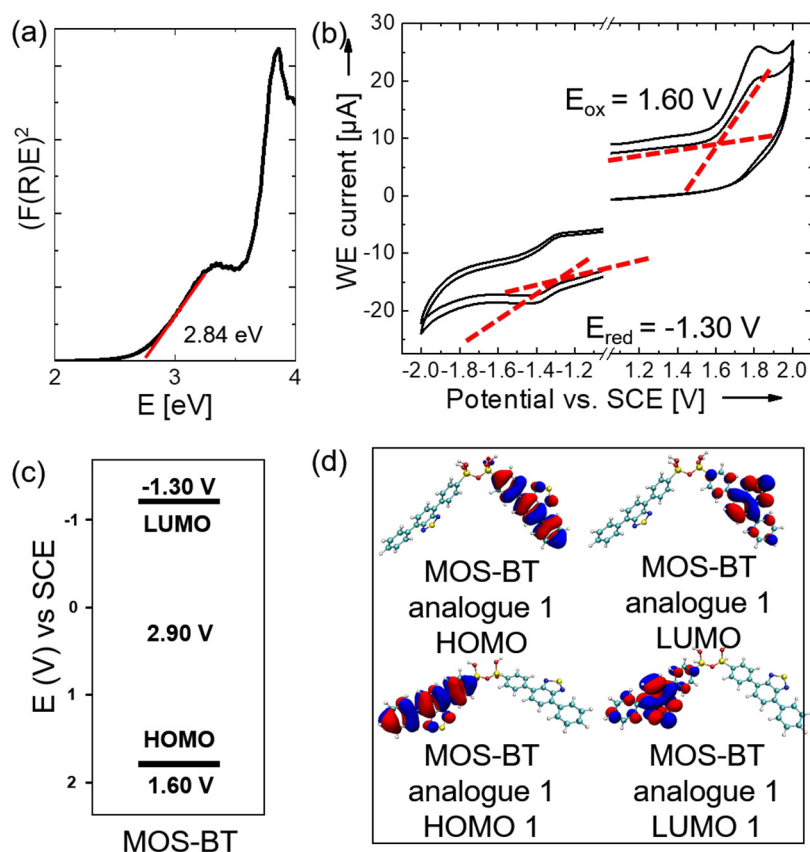 (a)
(F(R)E)²
2.84 eV
2 3 4
E [eV]
(b)
30
20
10
0
-10
-20
WE current [µA]
E_ox = 1.60 V
E_red = -1.30 V
-2.0 -1.8 -1.6 -1.4 -1.2 1.2 1.4 1.6 1.8 2.0
Potential vs. SCE [V]
(c)
E (V) vs SCE
-1
0
1
2
-1.30 V
LUMO
2.90 V
HOMO
1.60 V
MOS-BT
(d)
MOS-BT
analogue 1
HOMO
MOS-BT
analogue 1
LUMO
MOS-BT
analogue 1
HOMO 1
MOS-BT
analogue 1
LUMO 1